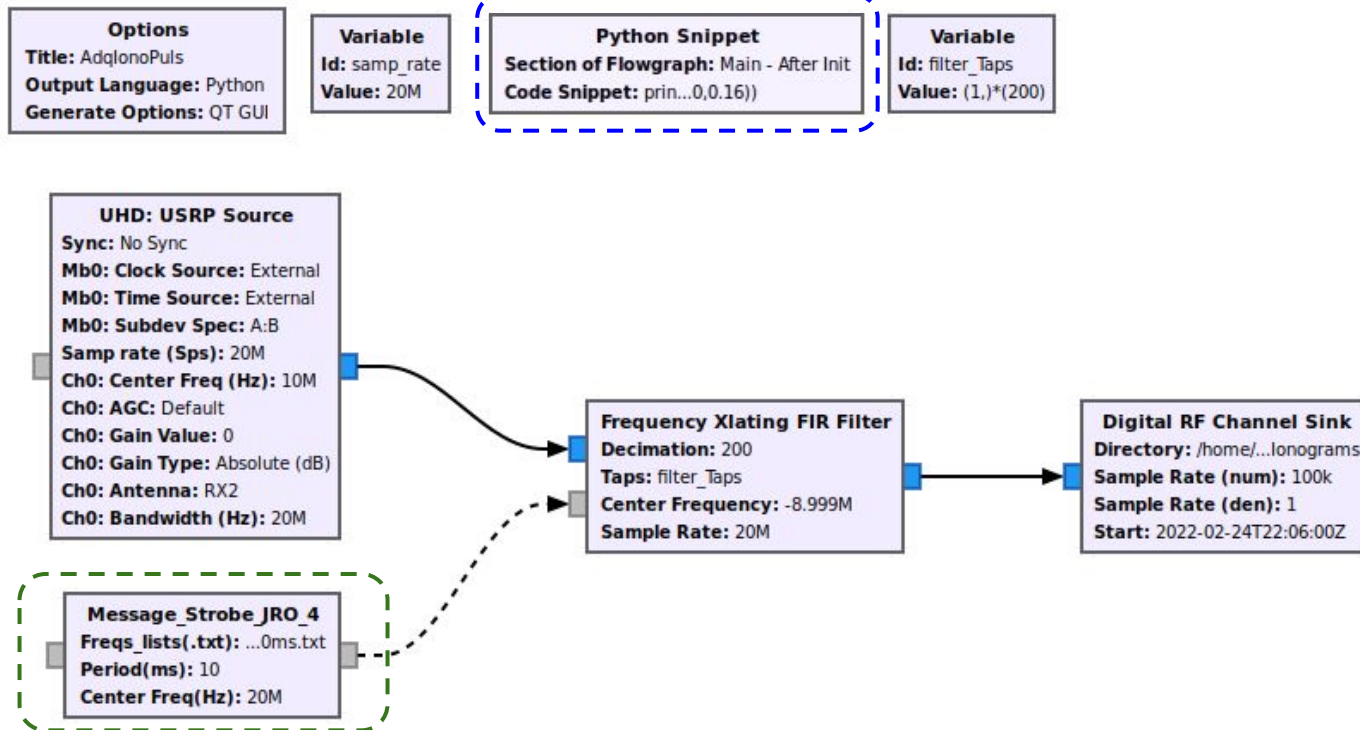 Options
Title: AdqIonoPuls
Output Language: Python
Generate Options: QT GUI
Variable
Id: samp_rate
Value: 20M
Python Snippet
Section of Flowgraph: Main - After Init
Code Snippet: prin...0,0.16))
Variable
Id: filter_Taps
Value: (1,)*(200)
UHD: USRP Source
Sync: No Sync
Mb0: Clock Source: External
Mb0: Time Source: External
Mb0: Subdev Spec: A:B
Samp rate (Sps): 20M
Ch0: Center Freq (Hz): 10M
Ch0: AGC: Default
Ch0: Gain Value: 0
Ch0: Gain Type: Absolute (dB)
Ch0: Antenna: RX2
Ch0: Bandwidth (Hz): 20M
Frequency Xlating FIR Filter
Decimation: 200
Taps: filter_Taps
Center Frequency: -8.999M
Sample Rate: 20M
Digital RF Channel Sink
Directory: /home/...Ionograms
Sample Rate (num): 100k
Sample Rate (den): 1
Start: 2022-02-24T22:06:00Z
Message_Strobe_JRO_4
Freqs_lists(.txt): ...0ms.txt
Period(ms): 10
Center Freq(Hz): 20M